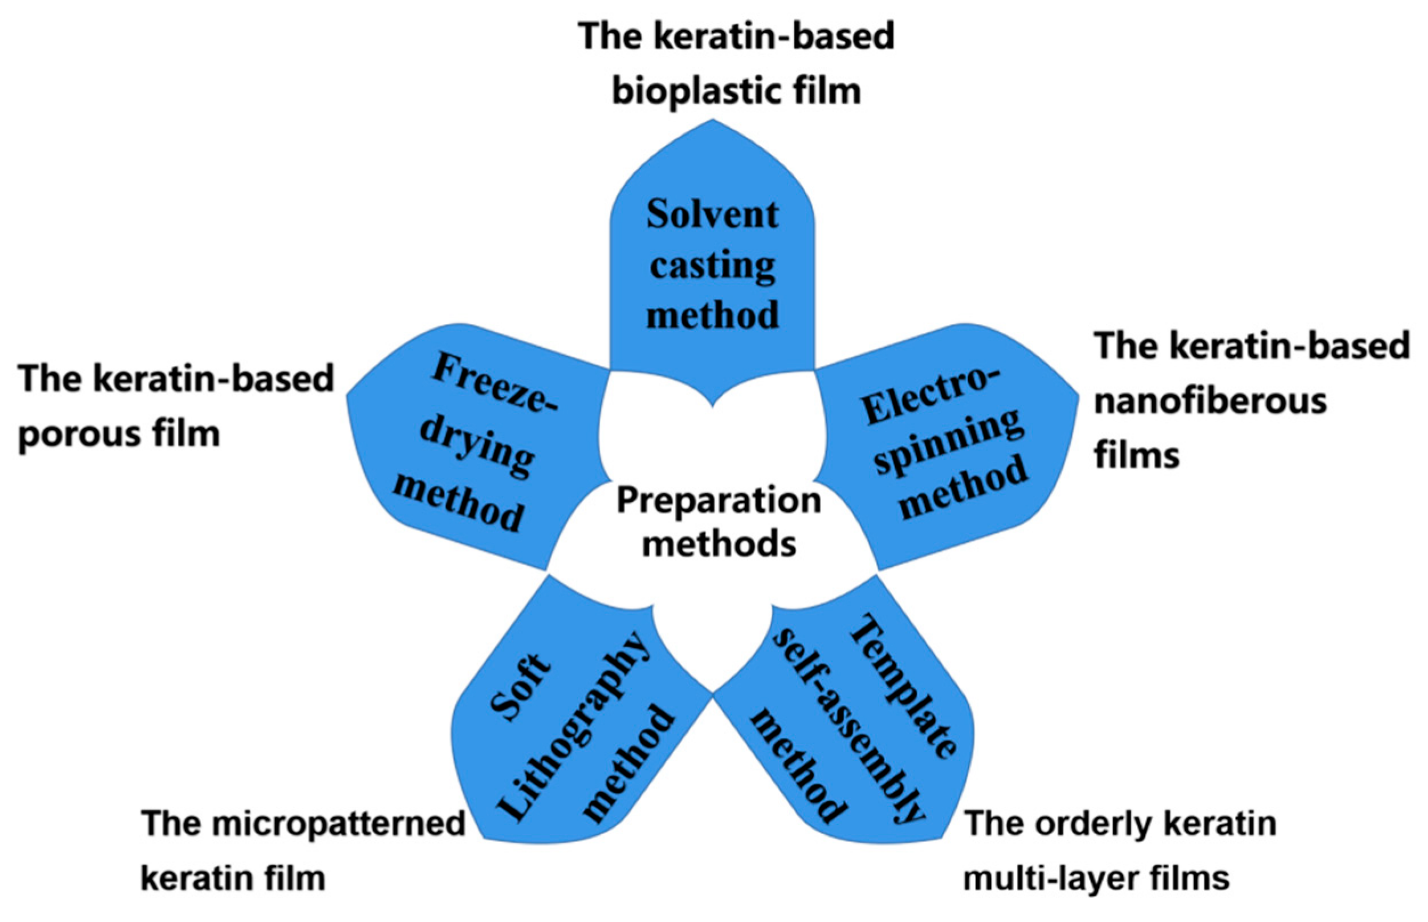 The keratin-based
bioplastic film
Solvent
casting
method
The keratin-based
nanofiberous
films
Electro-
spinning
method
The keratin-based
porous film
Freeze-
drying
method
Preparation
methods
Soft
Lithography
method
Template
self-assembly
method
The micropatterned
keratin film
The orderly keratin
multi-layer films